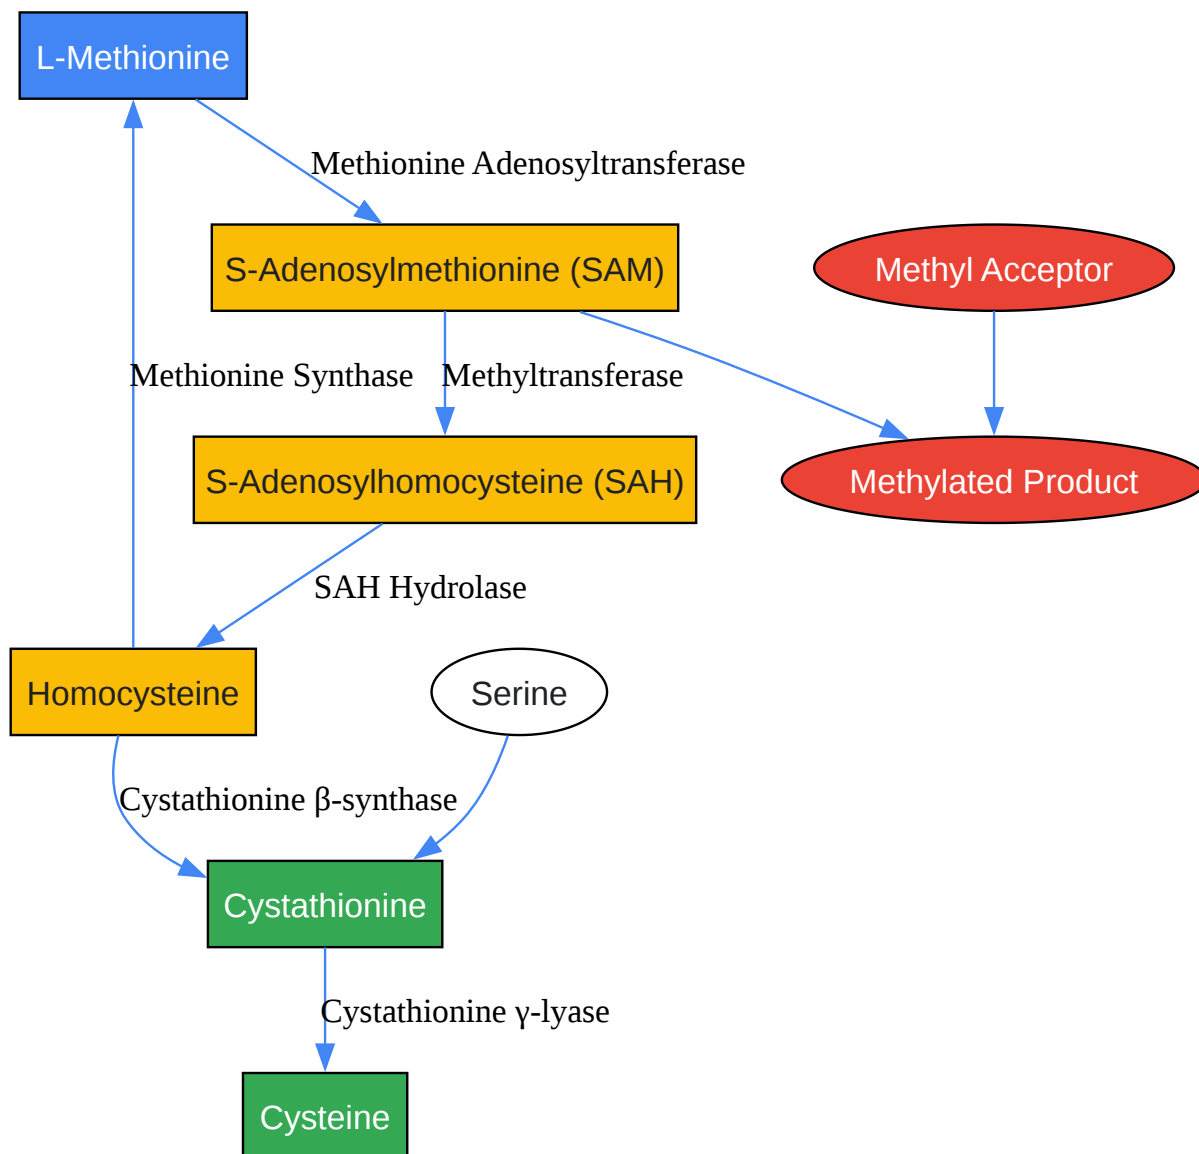 L-Methionine
Methionine Adenosyltransferase
S-Adenosylmethionine (SAM)
Methyl Acceptor
Methionine Synthase
Methyltransferase
S-Adenosylhomocysteine (SAH)
Methylated Product
SAH Hydrolase
Homocysteine
Serine
Cystathionine β-synthase
Cystathionine
Cystathionine γ-lyase
Cysteine